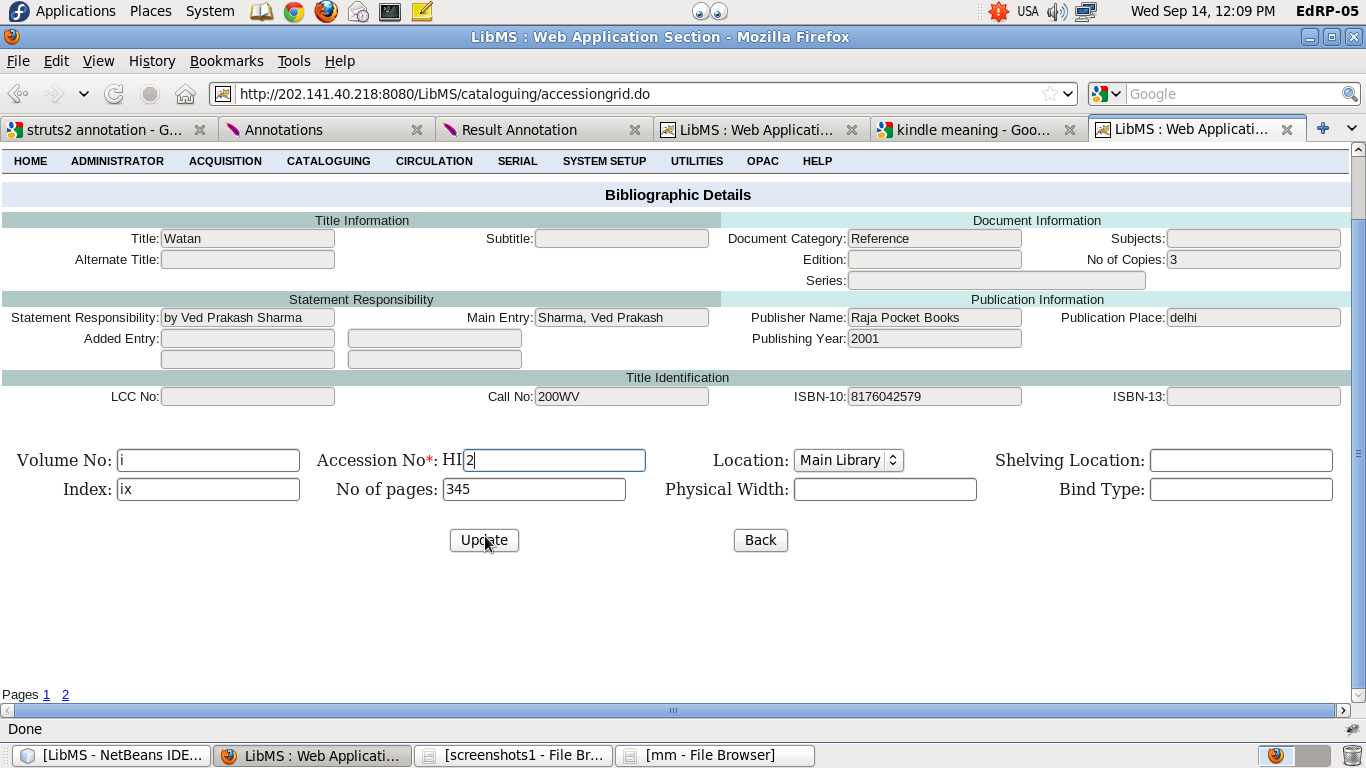 Applications Places System USA Wed Sep 14, 12:09 PM EdRP-05
LibMS : Web Application Section - Mozilla Firefox
File Edit View History Bookmarks Tools Help
http://202.141.40.218:8080/LibMS/cataloguing/accessiongrid.do Google
struts2 annotation - G... Annotations Result Annotation LibMS : Web Applicati... kindle meaning - Goo... LibMS : Web Applicati...
HOME ADMINISTRATOR ACQUISITION CATALOGUING CIRCULATION SERIAL SYSTEM SETUP UTILITIES OPAC HELP
Bibliographic Details
Title Information Document Information
Title: Watan Subtitle: Document Category: Reference Subjects:
Alternate Title: Edition: No of Copies: 3
Series:
Statement Responsibility Publication Information
Statement Responsibility: by Ved Prakash Sharma Main Entry: Sharma, Ved Prakash Publisher Name: Raja Pocket Books Publication Place: delhi
Added Entry: Publishing Year: 2001
Title Identification
LCC No: Call No: 200WV ISBN-10: 8176042579 ISBN-13:
Volume No: i Accession No*: HI 2 Location: Main Library Shelving Location:
Index: ix No of pages: 345 Physical Width: Bind Type:
Update Back
Pages 1 2
Done
[LibMS - NetBeans IDE... LibMS : Web Applicati... [screenshots1 - File Br... [mm - File Browser]